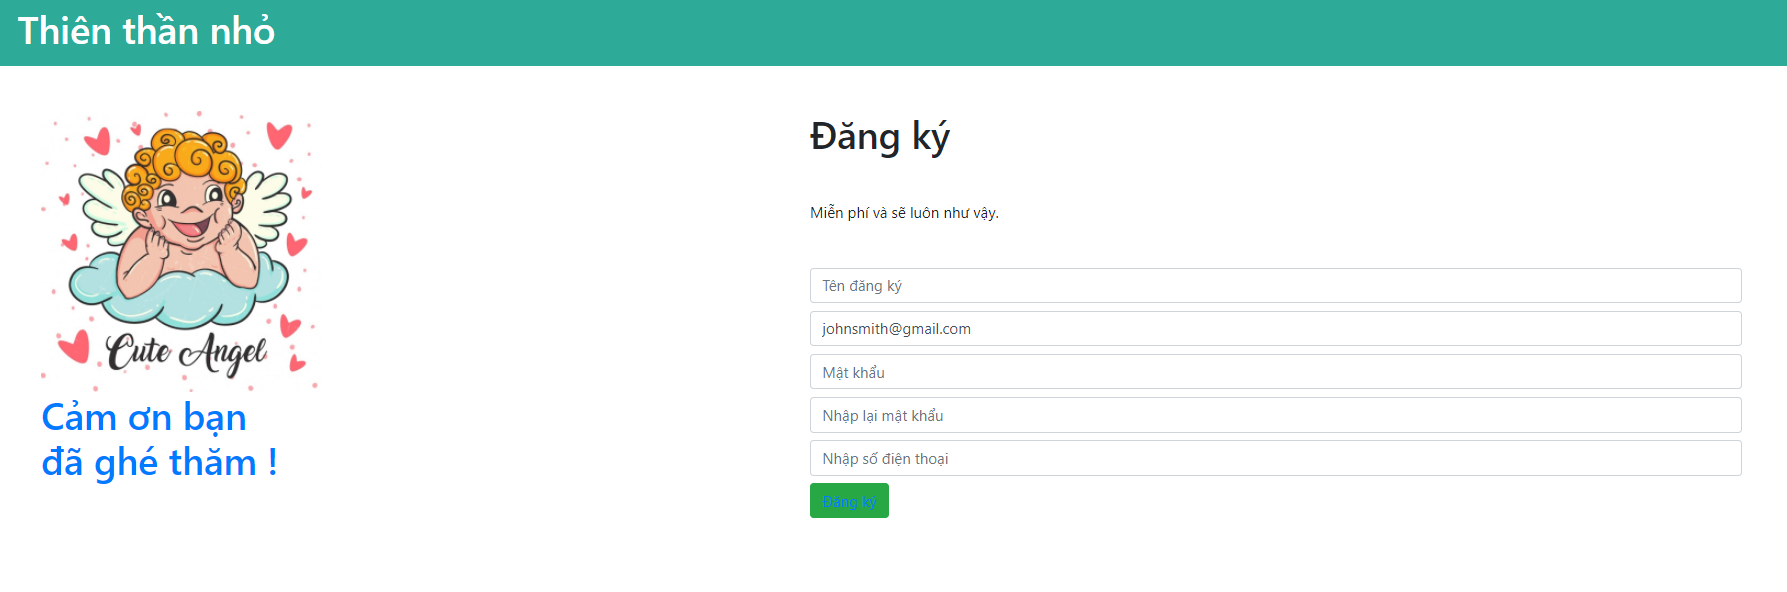 Thiên thần nhỏ
Cute Angel
Cảm ơn bạn
đã ghé thăm !
Đăng ký
Miễn phí và sẽ luôn như vậy.
Tên đăng ký
johnsmith@gmail.com
Mật khẩu
Nhập lại mật khẩu
Nhập số điện thoại
Đăng ký